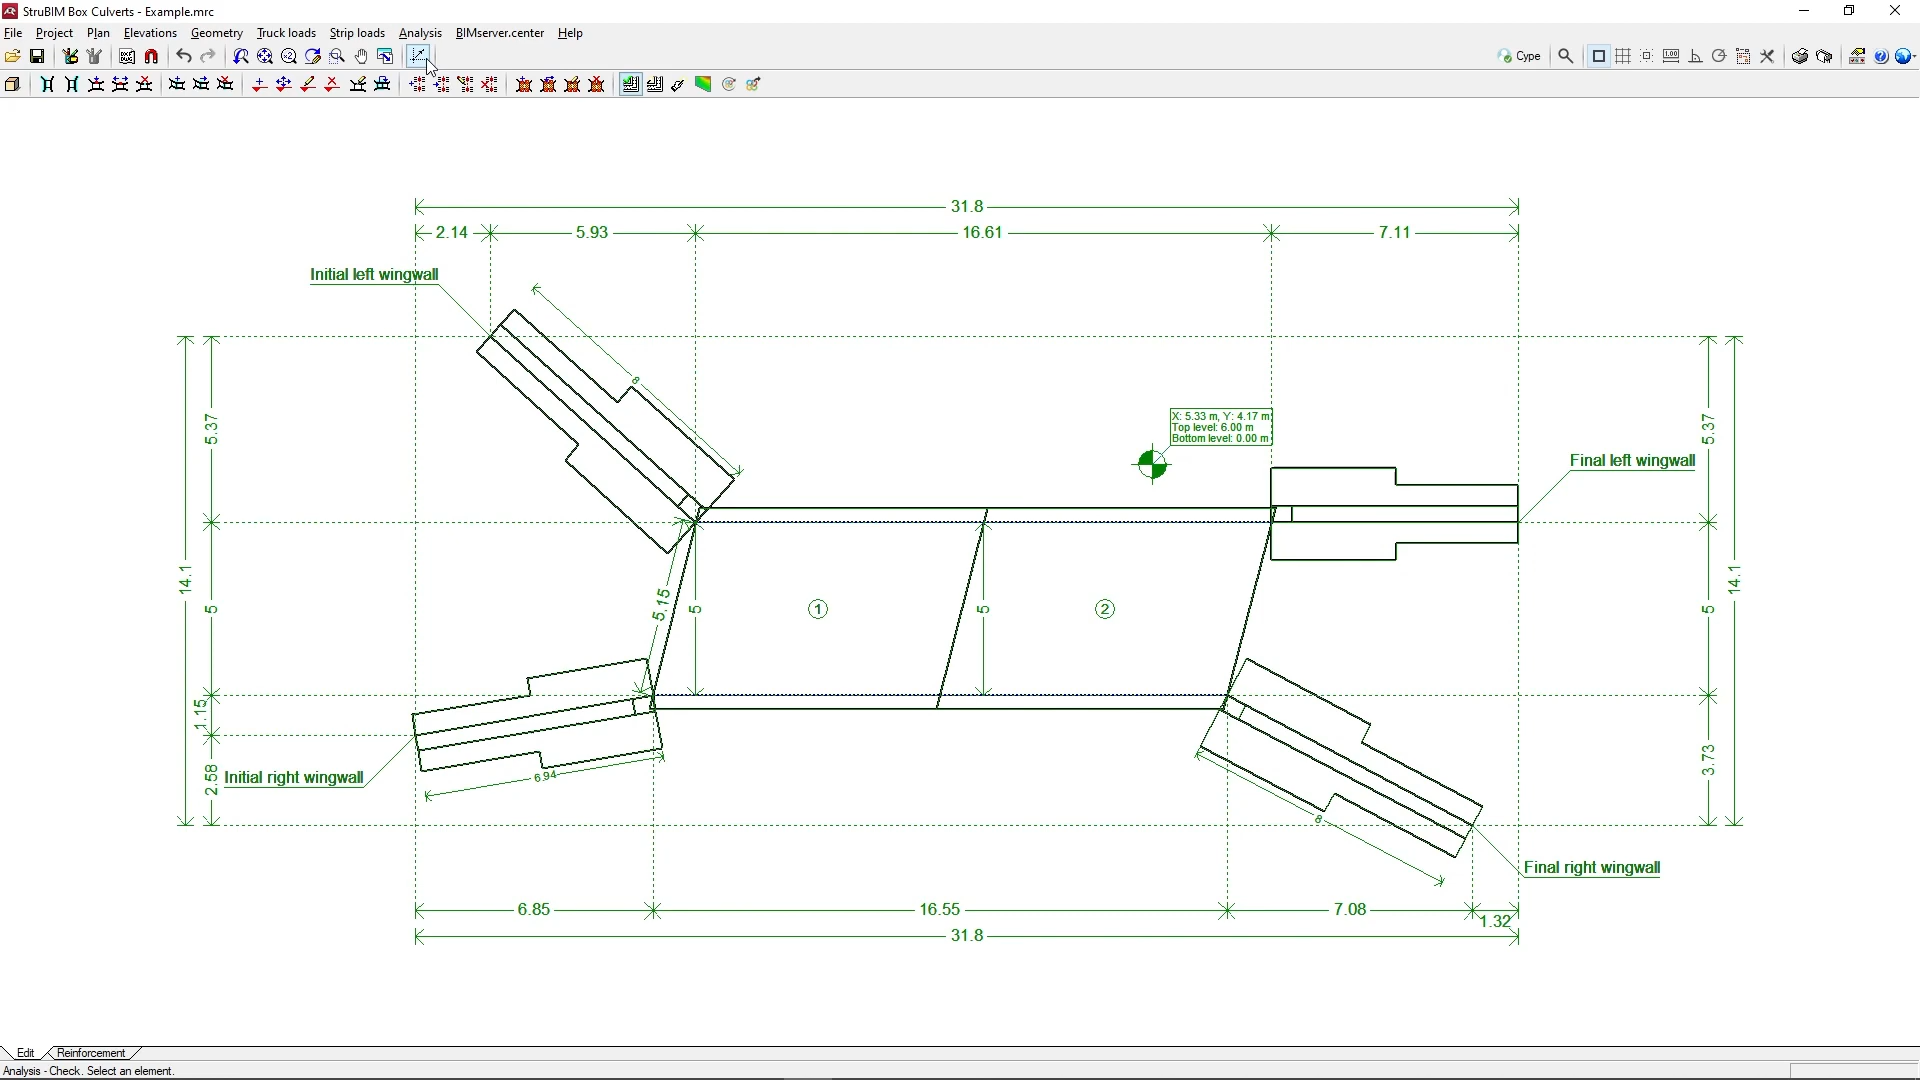 StruBIM Box Culverts - Example.mrc
File Project Plan Elevations Geometry Truck loads Strip loads Analysis BIMserver.center Help
Cype
31.8
2.14 5.93 16.61 7.11
Initial left wingwall
8
5.37
5.37
X: 5.33 m, Y: 4.17 m
Top level: 6.00 m
Bottom level: 0.00 m
Final left wingwall
14.1
5
5.15
5
1
5
2
5
14.1
1.15
2.58
Initial right wingwall
6.94
3.73
8
Final right wingwall
6.85 16.55 7.08 1.32
31.8
Edit Reinforcement
Analysis - Check. Select an element.